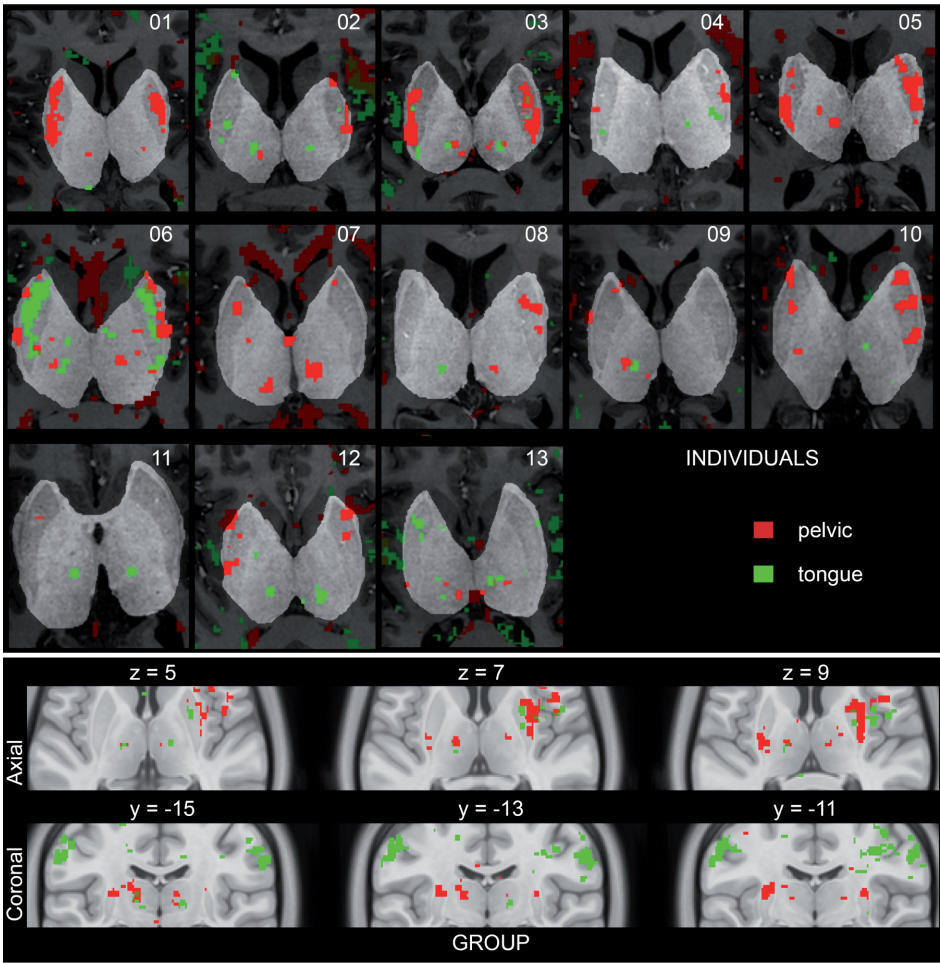 01 02 03 04 05
06 07 08 09 10
11 12 13
INDIVIDUALS
pelvic
tongue
z = 5 z = 7 z = 9
Axial
y = -15 y = -13 y = -11
Coronal
GROUP